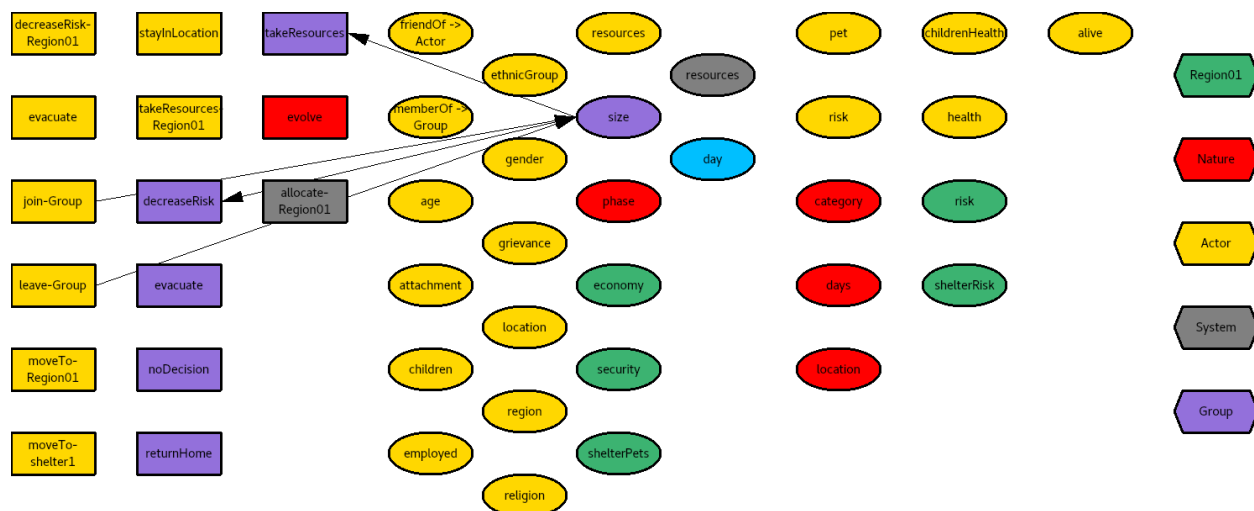 decreaseRisk-
Region01
stayInLocation
takeResources
friendOf ->
Actor
resources
pet
childrenHealth
alive
ethnicGroup
resources
Region01
evacuate
takeResources-
Region01
evolve
memberOf ->
Group
size
risk
health
gender
day
Nature
join-Group
decreaseRisk
allocate-
Region01
age
phase
category
risk
grievance
Actor
leave-Group
evacuate
attachment
economy
days
shelterRisk
location
System
moveTo-
Region01
noDecision
children
security
location
region
Group
moveTo-
shelter1
returnHome
employed
shelterPets
religion